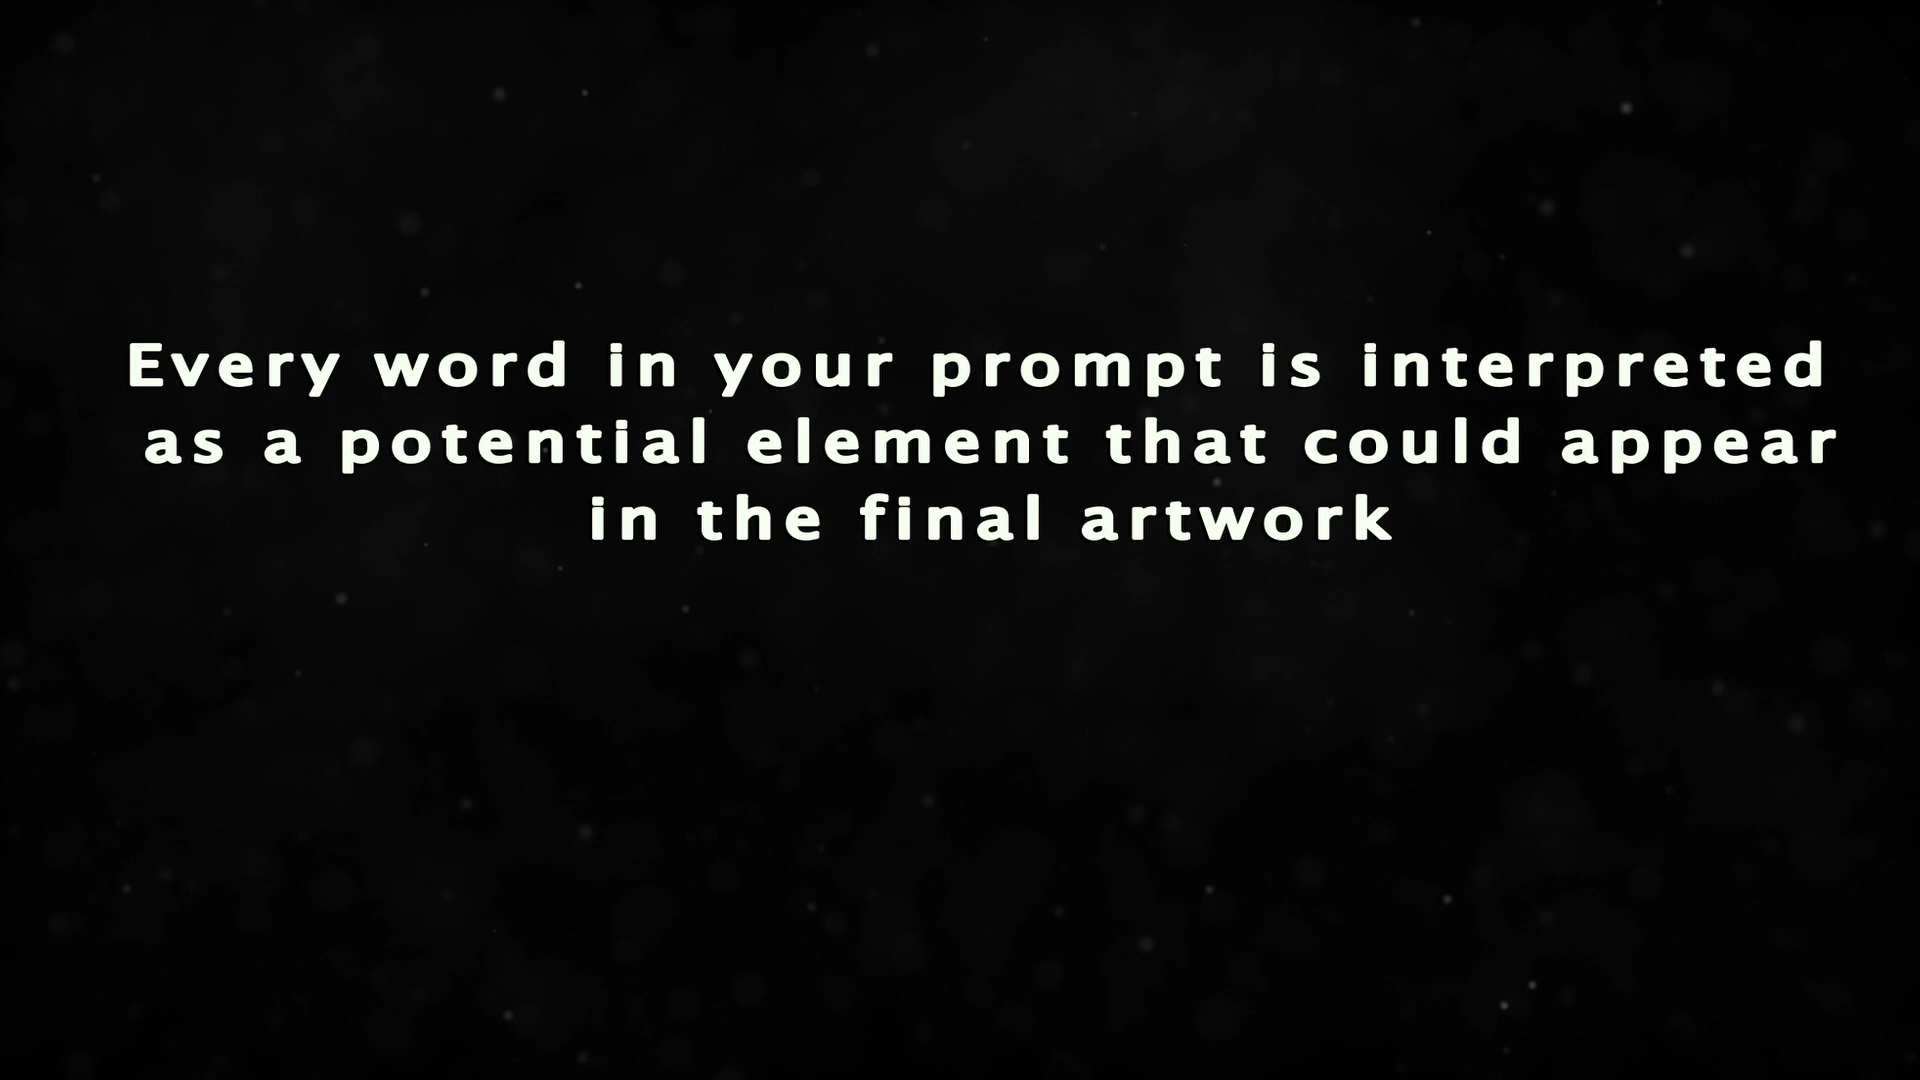 Every word in your prompt is interpreted
as a potential element that could appear
in the final artwork